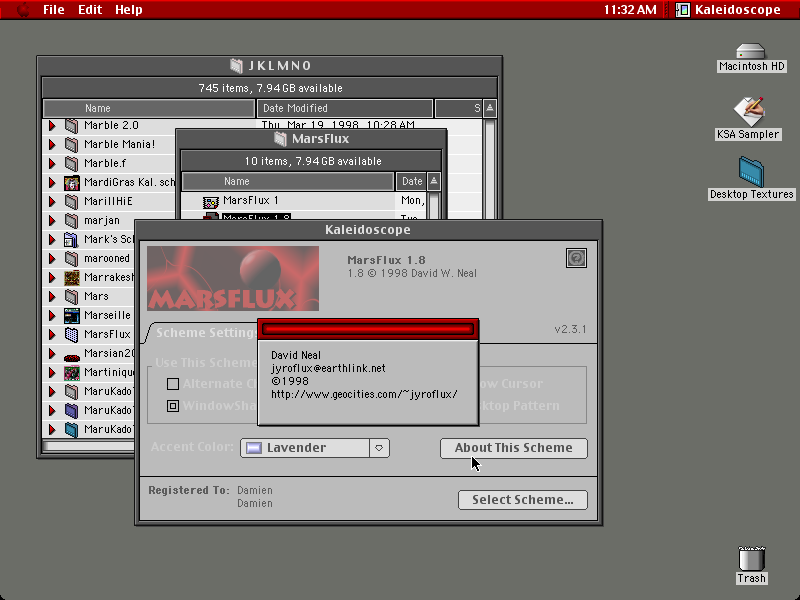 File Edit Help
11:32 AM Kaleidoscope
Macintosh HD
KSA Sampler
Desktop Textures
Trash
J K L M N O
745 items, 7.94 GB available
Name Date Modified S
Marble 2.0 Thu, Mar 19, 1998, 10:28 AM
Marble Mania!
Marble.f
MardiGras Kal. sch
MarillHiE
marjan
Mark's Sc
marooned
Marrakesh
Mars
Marseille
MarsFlux
Marsian20
Martinique
MaruKado
MaruKado
MaruKado
MarsFlux
10 items, 7.94 GB available
Name Date
MarsFlux 1 Mon,
MarsFlux 1.8 Tue
Kaleidoscope
MARSFLUX
MarsFlux 1.8
1.8 © 1998 David W. Neal
v2.3.1
Scheme Settings
Use This Scheme
Alternate C
WindowSha
ow Cursor
ktop Pattern
David Neal
jyroflux@earthlink.net
©1998
http://www.geocities.com/~jyroflux/
Accent Color: Lavender
About This Scheme
Registered To: Damien
Damien
Select Scheme...